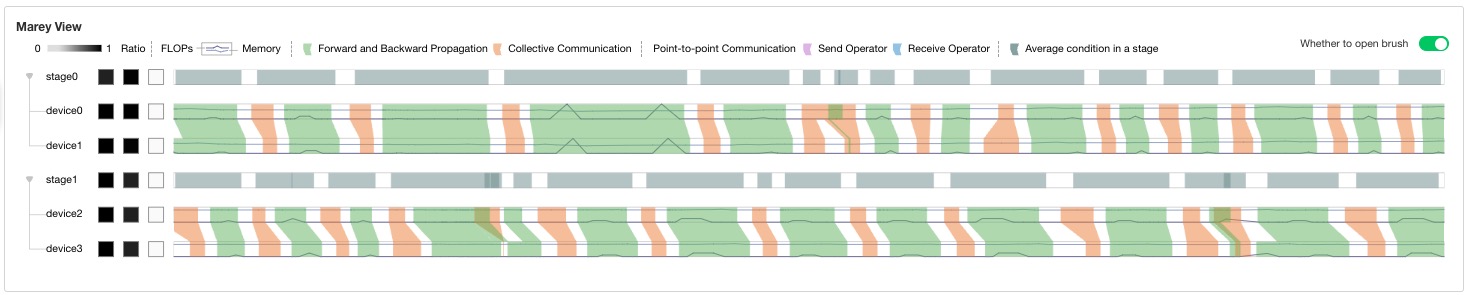 Marey View
0 1 Ratio FLOPs Memory Forward and Backward Propagation Collective Communication Point-to-point Communication Send Operator Receive Operator Average condition in a stage Whether to open brush
stage0
device0
device1
stage1
device2
device3